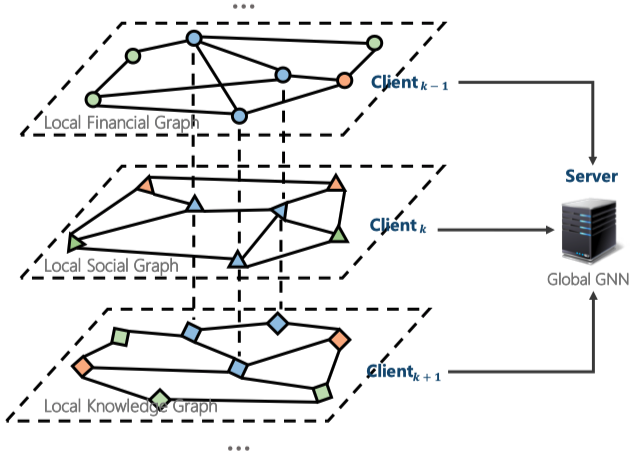 ...
Client k − 1
Local Financial Graph
Server
Client k
Local Social Graph
Global GNN
Client k + 1
Local Knowledge Graph
...